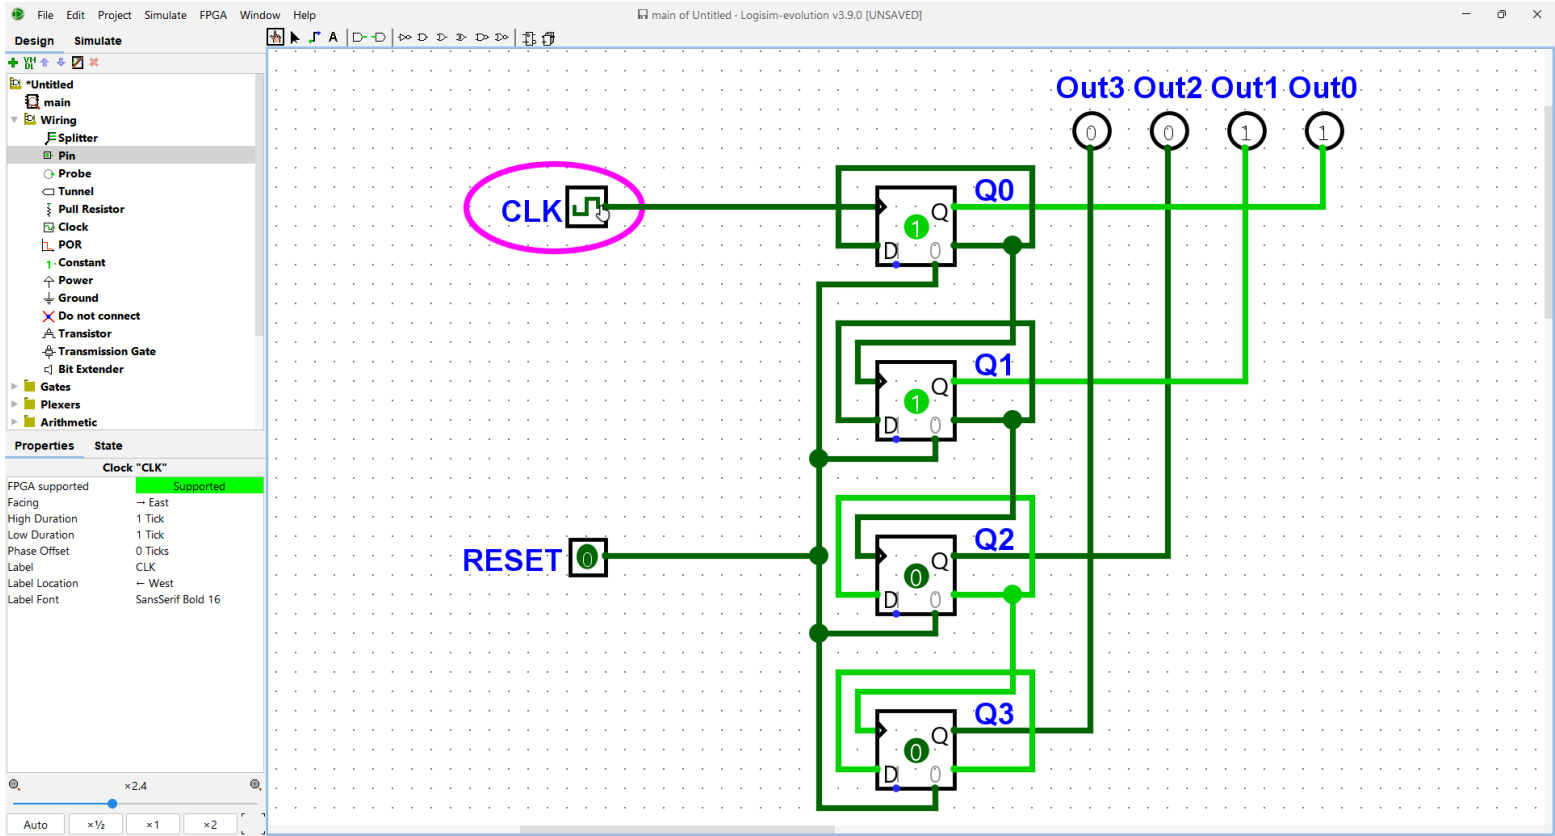 File Edit Project Simulate FPGA Window Help
main of Untitled · Logisim-evolution v3.9.0 [UNSAVED]
Design Simulate
A
VH
DL
*Untitled
main
Wiring
Splitter
Pin
Probe
Tunnel
Pull Resistor
Clock
POR
1 Constant
Power
Ground
Do not connect
Transistor
Transmission Gate
Bit Extender
Gates
Plexers
Arithmetic
Properties State
Clock "CLK"
FPGA supported Supported
Facing → East
High Duration 1 Tick
Low Duration 1 Tick
Phase Offset 0 Ticks
Label CLK
Label Location ← West
Label Font SansSerif Bold 16
×2.4
Auto ×½ ×1 ×2
Out3 Out2 Out1 Out0
0 0 1 1
CLK
Q0
Q
1
D 0
Q1
Q
1
D 0
RESET 0
Q2
Q
0
D 0
Q3
Q
0
D 0